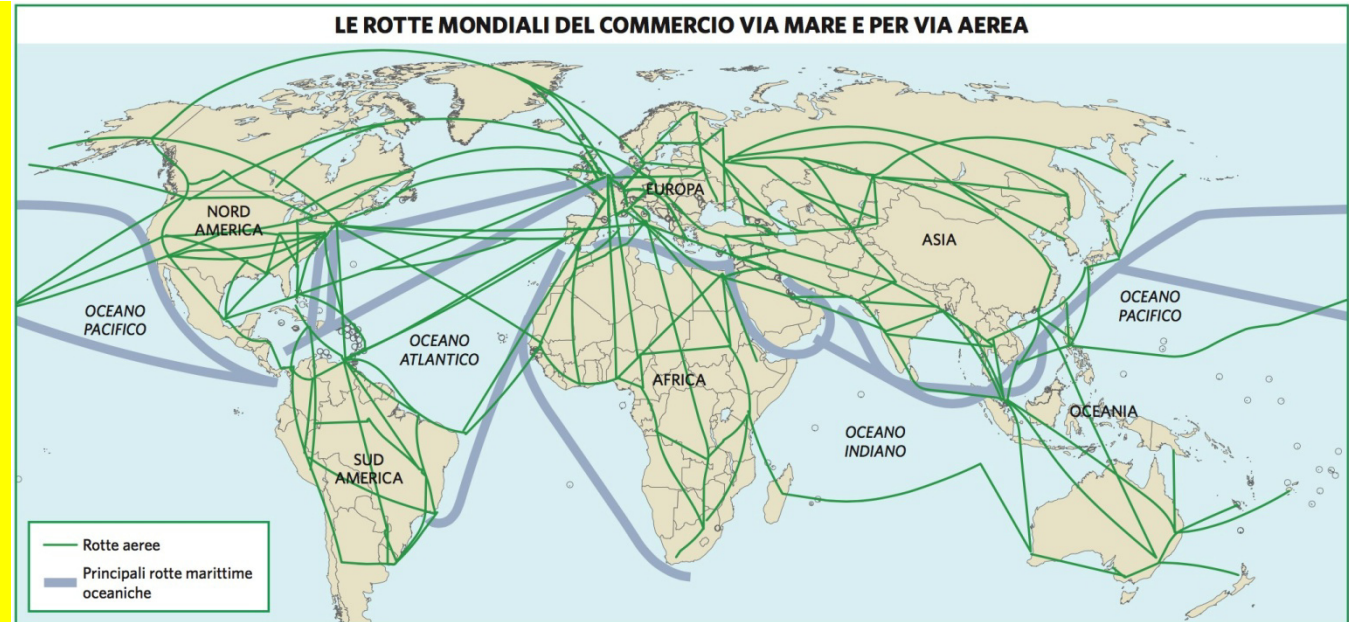 LE ROTTE MONDIALI DEL COMMERCIO VIA MARE E PER VIA AEREA
NORD
AMERICA
EUROPA
ASIA
OCEANO
PACIFICO
OCEANO
ATLANTICO
OCEANO
PACIFICO
AFRICA
OCEANIA
OCEANO
INDIANO
SUD
AMERICA
Rotte aeree
Principali rotte marittime
oceaniche